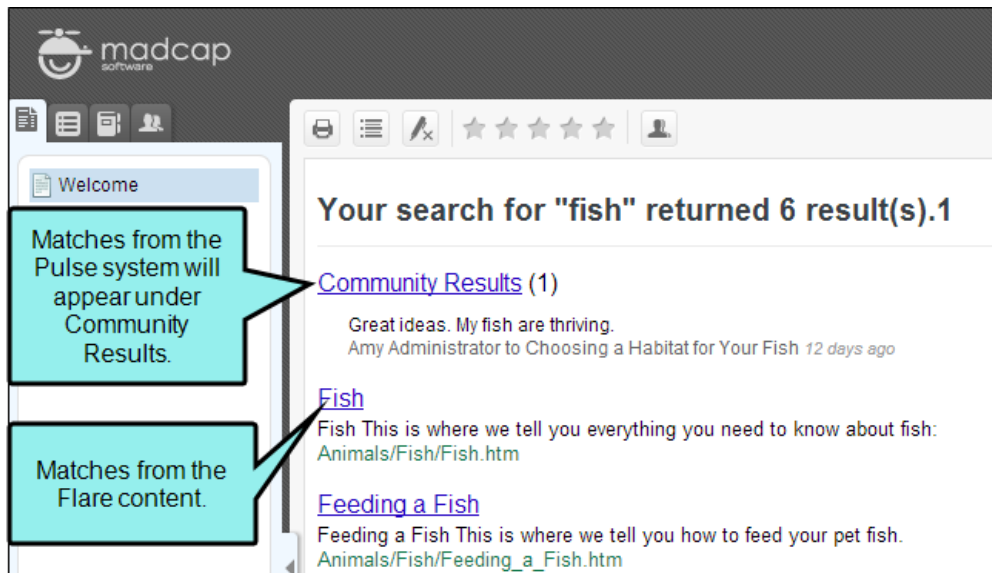 madcap
software
Welcome
Matches from the
Pulse system will
appear under
Community
Results.
Matches from the
Flare content.
Your search for "fish" returned 6 result(s).1
Community Results (1)
Great ideas. My fish are thriving.
Amy Administrator to Choosing a Habitat for Your Fish 12 days ago
Fish
Fish This is where we tell you everything you need to know about fish:
Animals/Fish/Fish.htm
Feeding a Fish
Feeding a Fish This is where we tell you how to feed your pet fish.
Animals/Fish/Feeding_a_Fish.htm